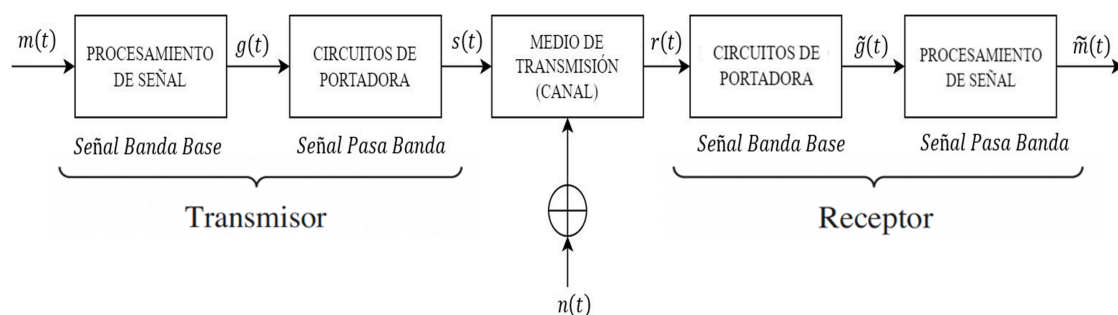 m(t)
PROCESAMIENTO
DE SEÑAL
g(t)
CIRCUITOS DE
PORTADORA
s(t)
MEDIO DE
TRANSMISIÓN
(CANAL)
r(t)
CIRCUITOS DE
PORTADORA
g̃(t)
PROCESAMIENTO
DE SEÑAL
m̃(t)
Señal Banda Base
Señal Pasa Banda
Señal Banda Base
Señal Pasa Banda
Transmisor
Receptor
n(t)